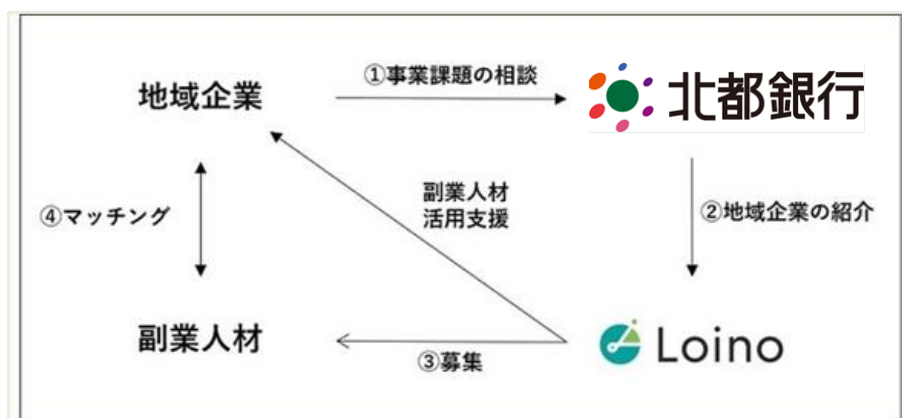 ①事業課題の相談
地域企業
北都銀行
副業人材
活用支援
④マッチング
②地域企業の紹介
副業人材
③募集
Loino